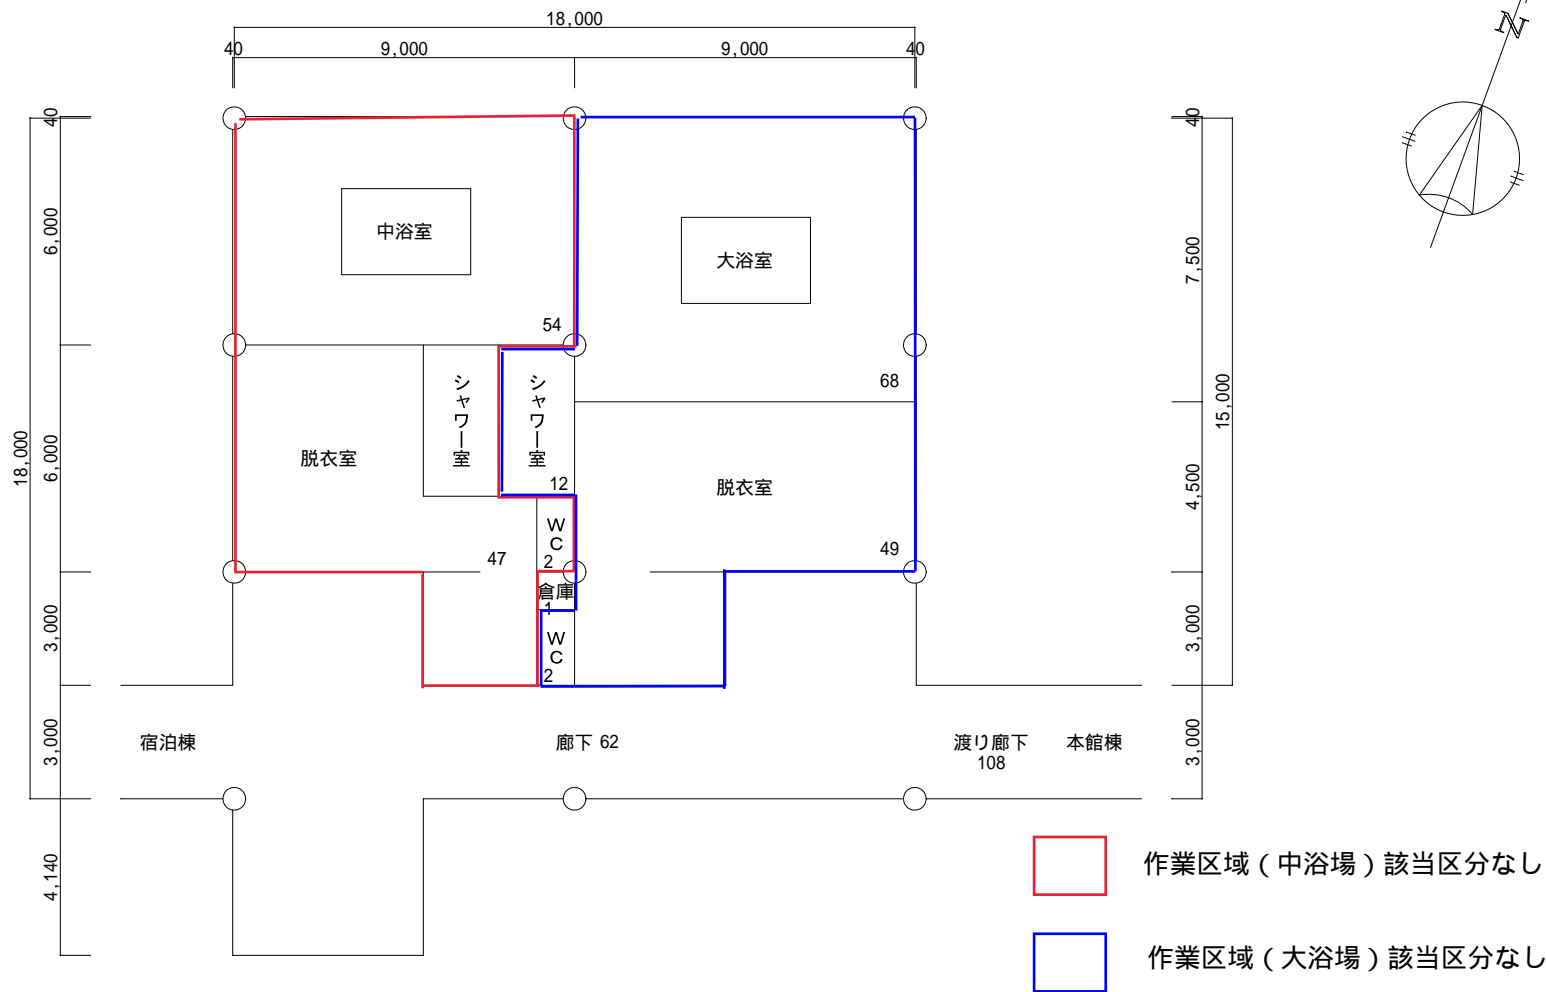 18,000
40
9,000
9,000
40
N
40
6,000
6,000
18,000
3,000
3,000
4,140
40
7,500
15,000
4,500
3,000
3,000
中浴室
54
大浴室
68
シャワー室
シャワー室
12
脱衣室
47
脱衣室
49
WC
2
倉庫
1
WC
2
宿泊棟
廊下 62
渡り廊下
108
本館棟
作業区域(中浴場)該当区分なし
作業区域(大浴場)該当区分なし